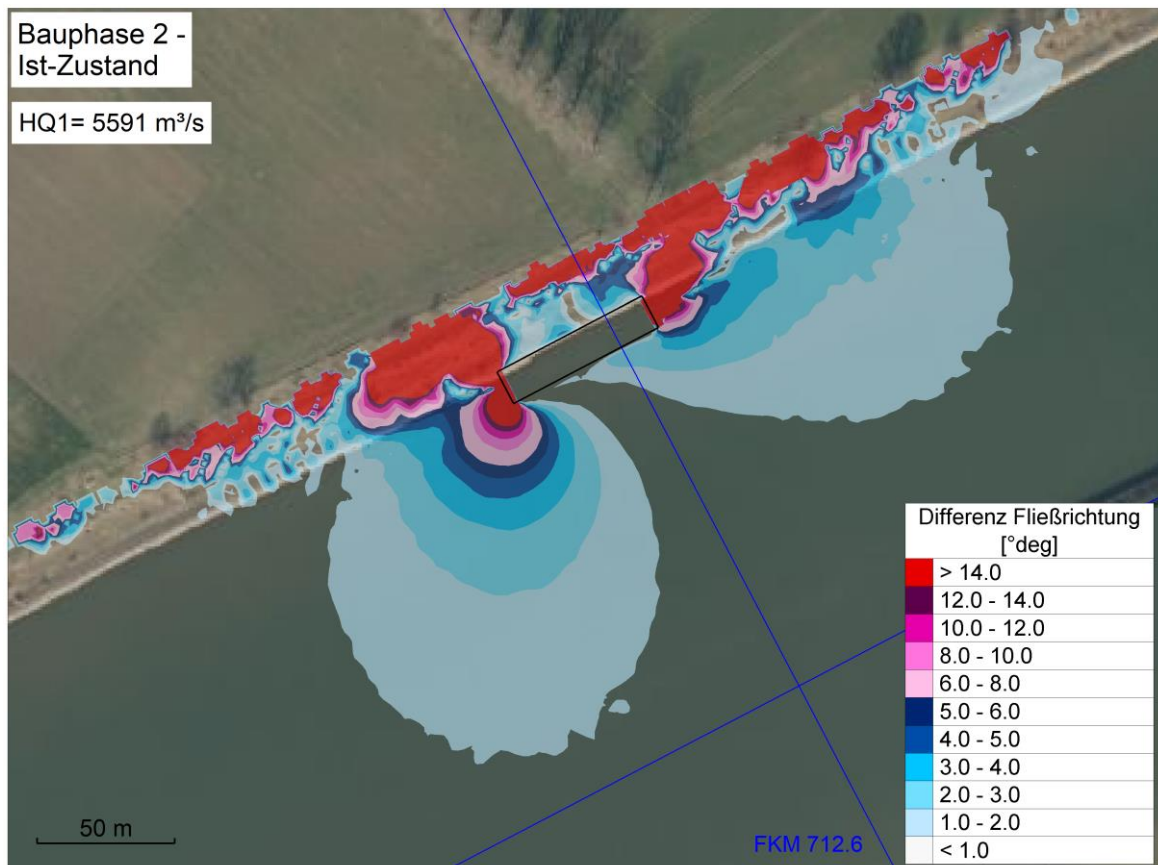 Bauphase 2 -
Ist-Zustand
HQ1= 5591 m³/s
Differenz Fließrichtung
[°deg]
> 14.0
12.0 - 14.0
10.0 - 12.0
8.0 - 10.0
6.0 - 8.0
5.0 - 6.0
4.0 - 5.0
3.0 - 4.0
2.0 - 3.0
1.0 - 2.0
< 1.0
50 m
FKM 712.6